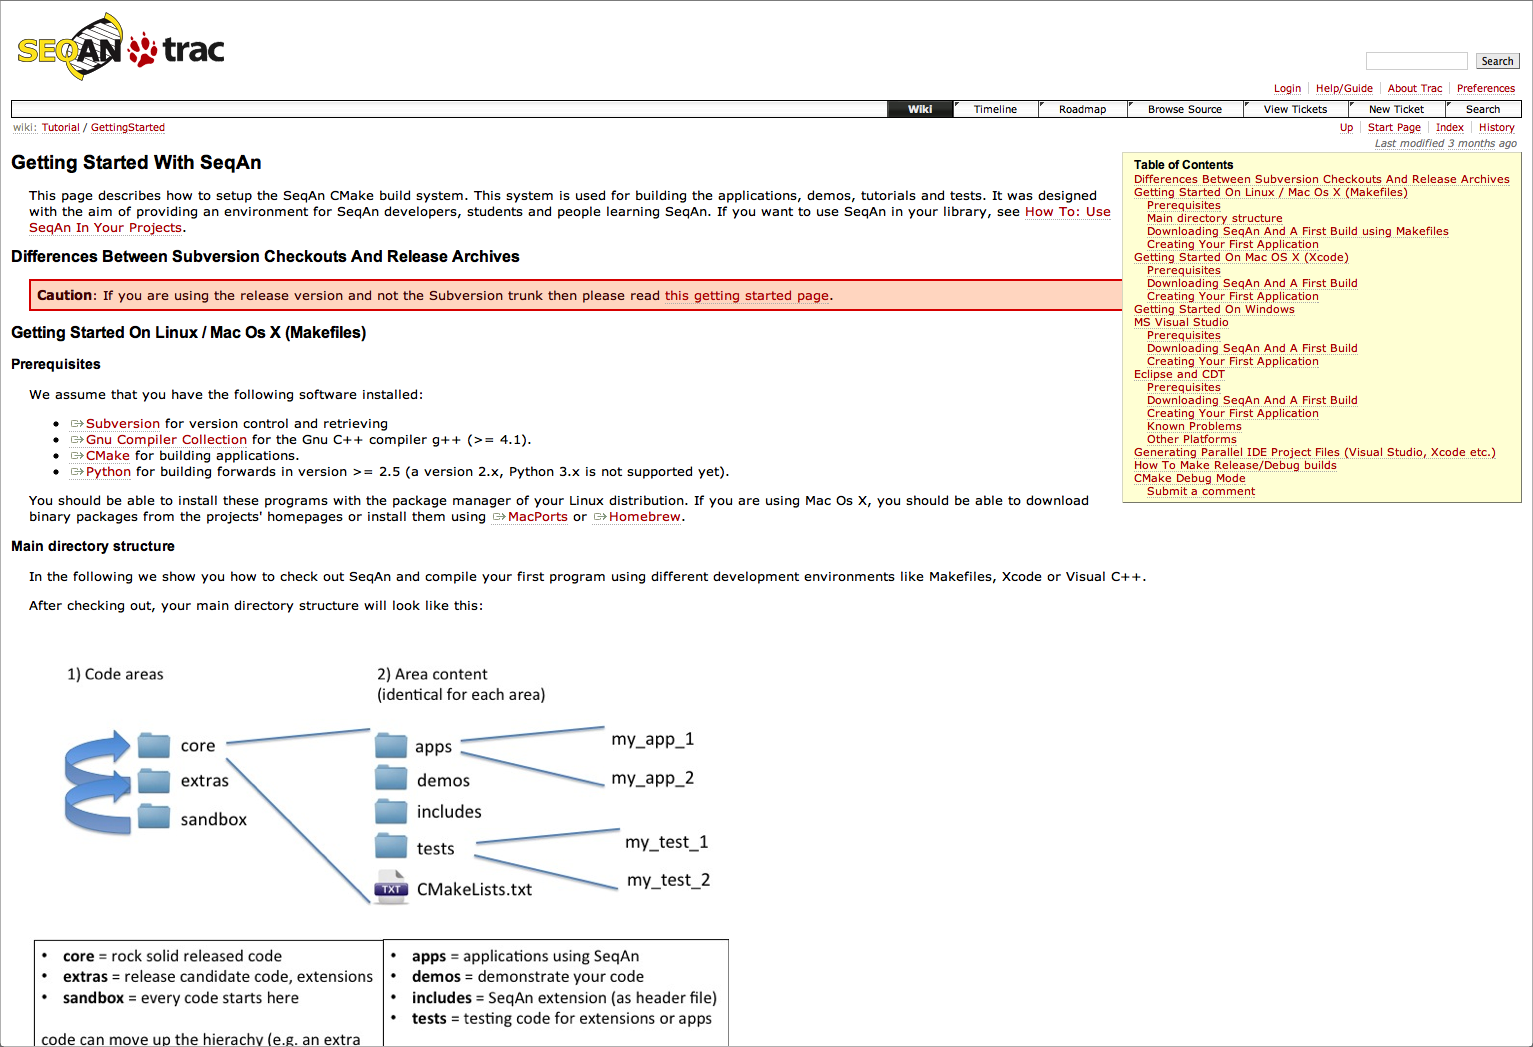 SEQAN trac
Search
Login Help/Guide About Trac Preferences
Wiki Timeline Roadmap Browse Source View Tickets New Ticket Search
wiki: Tutorial / GettingStarted
Up Start Page Index History
Last modified 3 months ago
Getting Started With SeqAn
This page describes how to setup the SeqAn CMake build system. This system is used for building the applications, demos, tutorials and tests. It was designed
with the aim of providing an environment for SeqAn developers, students and people learning SeqAn. If you want to use SeqAn in your library, see How To: Use
SeqAn In Your Projects.
Differences Between Subversion Checkouts And Release Archives
Caution: If you are using the release version and not the Subversion trunk then please read this getting started page.
Table of Contents
Differences Between Subversion Checkouts And Release Archives
Getting Started On Linux / Mac Os X (Makefiles)
Prerequisites
Main directory structure
Downloading SeqAn And A First Build using Makefiles
Creating Your First Application
Getting Started On Mac OS X (Xcode)
Prerequisites
Downloading SeqAn And A First Build
Creating Your First Application
Getting Started On Windows
MS Visual Studio
Prerequisites
Downloading SeqAn And A First Build
Creating Your First Application
Eclipse and CDT
Prerequisites
Downloading SeqAn And A First Build
Creating Your First Application
Known Problems
Other Platforms
Generating Parallel IDE Project Files (Visual Studio, Xcode etc.)
How To Make Release/Debug builds
CMake Debug Mode
Submit a comment
Getting Started On Linux / Mac Os X (Makefiles)
Prerequisites
We assume that you have the following software installed:
• Subversion for version control and retrieving
• Gnu Compiler Collection for the Gnu C++ compiler g++ (>= 4.1).
• CMake for building applications.
• Python for building forwards in version >= 2.5 (a version 2.x, Python 3.x is not supported yet).
You should be able to install these programs with the package manager of your Linux distribution. If you are using Mac Os X, you should be able to download
binary packages from the projects' homepages or install them using MacPorts or Homebrew.
Main directory structure
In the following we show you how to check out SeqAn and compile your first program using different development environments like Makefiles, Xcode or Visual C++.
After checking out, your main directory structure will look like this:
1) Code areas
core
extras
sandbox
2) Area content
(identical for each area)
apps
demos
includes
tests
TXT CMakeLists.txt
my_app_1
my_app_2
my_test_1
my_test_2
• core = rock solid released code
• extras = release candidate code, extensions
• sandbox = every code starts here
code can move up the hierachy (e.g. an extra
• apps = applications using SeqAn
• demos = demonstrate your code
• includes = SeqAn extension (as header file)
• tests = testing code for extensions or apps